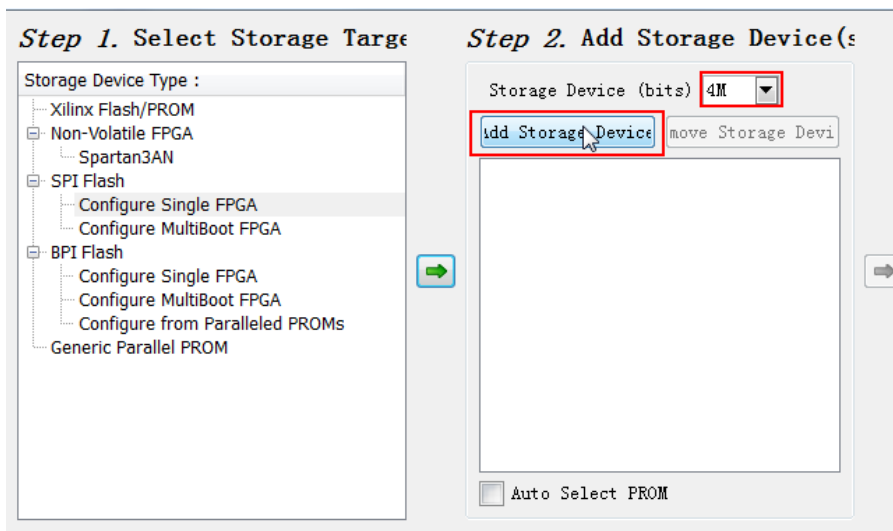 Step 1. Select Storage Targe
Storage Device Type :
Xilinx Flash/PROM
Non-Volatile FPGA
Spartan3AN
SPI Flash
Configure Single FPGA
Configure MultiBoot FPGA
BPI Flash
Configure Single FPGA
Configure MultiBoot FPGA
Configure from Paralleled PROMs
Generic Parallel PROM
Step 2. Add Storage Device(s
Storage Device (bits) 4M
Add Storage Device
move Storage Devi
Auto Select PROM